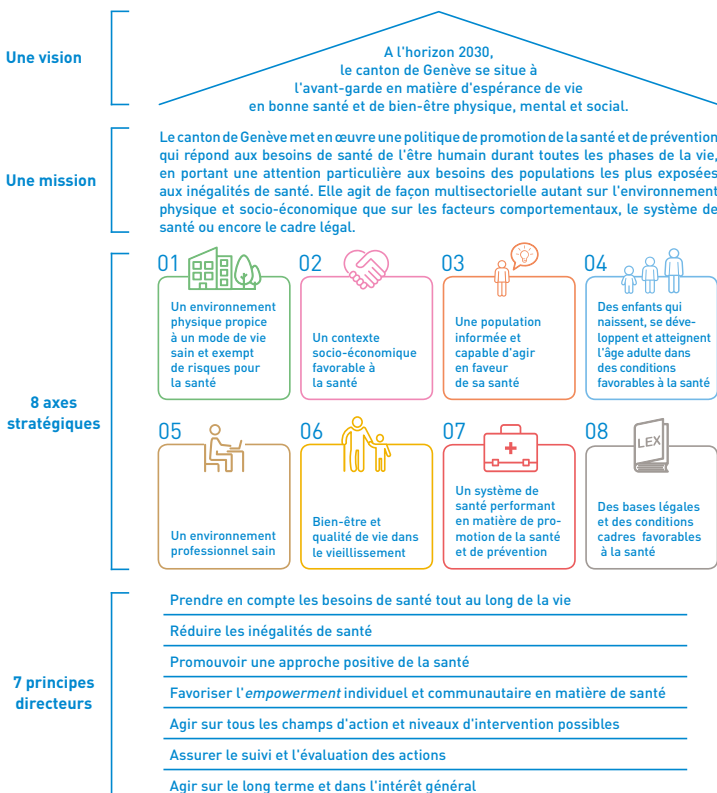 Une vision
A l'horizon 2030,
le canton de Genève se situe à
l'avant-garde en matière d'espérance de vie
en bonne santé et de bien-être physique, mental et social.
Une mission
Le canton de Genève met en œuvre une politique de promotion de la santé et de prévention
qui répond aux besoins de santé de l'être humain durant toutes les phases de la vie,
en portant une attention particulière aux besoins des populations les plus exposées
aux inégalités de santé. Elle agit de façon multisectorielle autant sur l'environnement
physique et socio-économique que sur les facteurs comportementaux, le système de
santé ou encore le cadre légal.
8 axes
stratégiques
01
Un environnement
physique propice
à un mode de vie
sain et exempt
de risques pour
la santé
02
Un contexte
socio-économique
favorable à
la santé
03
Une population
informée et
capable d'agir
en faveur
de sa santé
04
Des enfants qui
naissent, se déve-
loppent et atteignent
l'âge adulte dans
des conditions
favorables à la santé
05
Un environnement
professionnel sain
06
Bien-être et
qualité de vie dans
le vieillissement
07
Un système de
santé performant
en matière de pro-
motion de la santé
et de prévention
08
LEX
Des bases légales
et des conditions
cadres favorables
à la santé
7 principes
directeurs
Prendre en compte les besoins de santé tout au long de la vie
Réduire les inégalités de santé
Promouvoir une approche positive de la santé
Favoriser l'empowerment individuel et communautaire en matière de santé
Agir sur tous les champs d'action et niveaux d'intervention possibles
Assurer le suivi et l'évaluation des actions
Agir sur le long terme et dans l'intérêt général